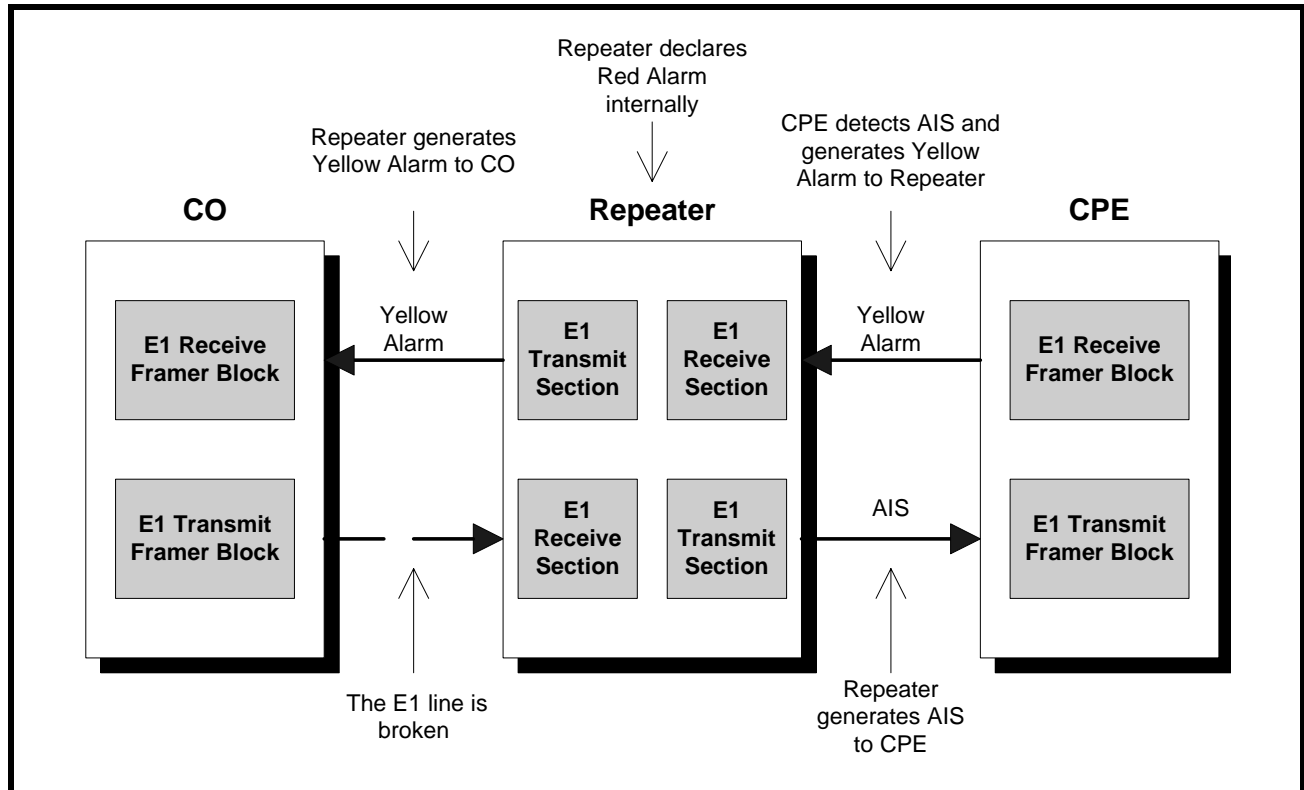 Repeater declares
Red Alarm
internally
Repeater generates
Yellow Alarm to CO
CPE detects AIS and
generates Yellow
Alarm to Repeater
CO
Repeater
CPE
E1 Receive
Framer Block
Yellow
Alarm
E1
Transmit
Section
E1
Receive
Section
Yellow
Alarm
E1 Receive
Framer Block
E1 Transmit
Framer Block
E1
Receive
Section
E1
Transmit
Section
AIS
E1 Transmit
Framer Block
The E1 line is
broken
Repeater
generates AIS
to CPE